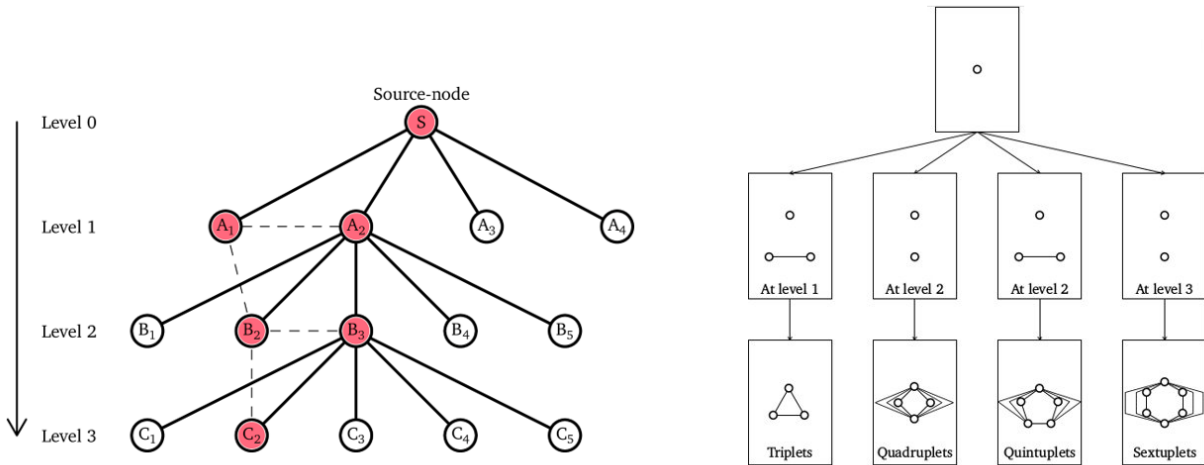 Source-node
Level 0
S
Level 1
A₁ A₂ A₃ A₄
Level 2
B₁ B₂ B₃ B₄ B₅
Level 3
C₁ C₂ C₃ C₄ C₅
At level 1
At level 2
At level 2
At level 3
Triplets
Quadruplets
Quintuplets
Sextuplets